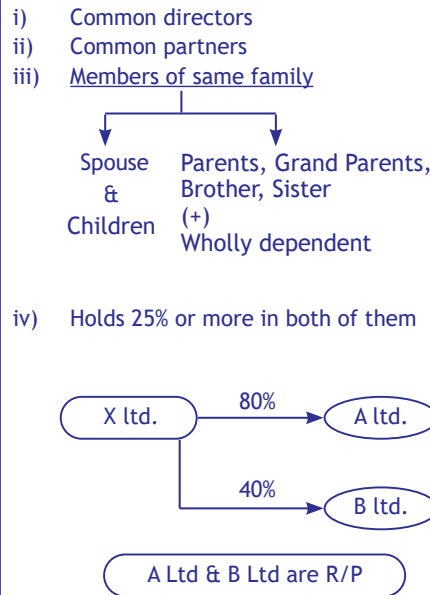 i) Common directors
ii) Common partners
iii) Members of same family
Spouse
&
Children
Parents, Grand Parents,
Brother, Sister
(+)
Wholly dependent
iv) Holds 25% or more in both of them
X ltd.
80%
A ltd.
40%
B ltd.
A Ltd & B Ltd are R/P